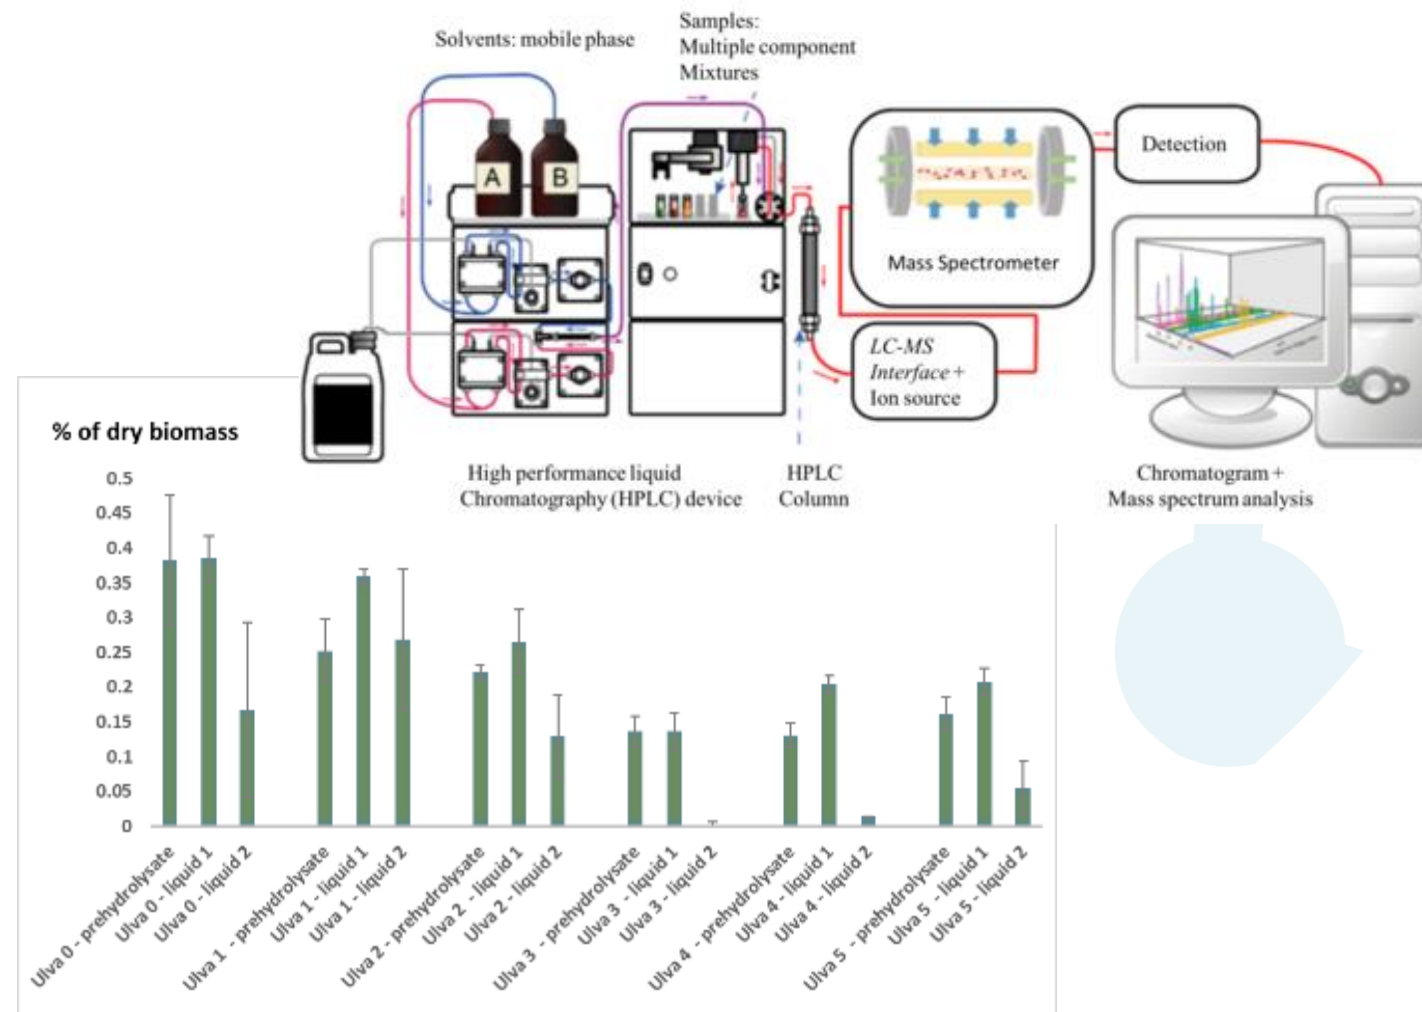 Solvents: mobile phase
Samples:
Multiple component
Mixtures
A
B
Mass Spectrometer
Detection
LC-MS
Interface +
Ion source
High performance liquid
Chromatography (HPLC) device
HPLC
Column
Chromatogram +
Mass spectrum analysis
% of dry biomass
0.5
0.45
0.4
0.35
0.3
0.25
0.2
0.15
0.1
0.05
0
Ulva 0 - prehydrolysate
Ulva 0 - liquid 1
Ulva 0 - liquid 2
Ulva 1 - prehydrolysate
Ulva 1 - liquid 1
Ulva 1 - liquid 2
Ulva 2 - prehydrolysate
Ulva 2 - liquid 1
Ulva 2 - liquid 2
Ulva 3 - prehydrolysate
Ulva 3 - liquid 1
Ulva 3 - liquid 2
Ulva 4 - prehydrolysate
Ulva 4 - liquid 1
Ulva 4 - liquid 2
Ulva 5 - prehydrolysate
Ulva 5 - liquid 1
Ulva 5 - liquid 2